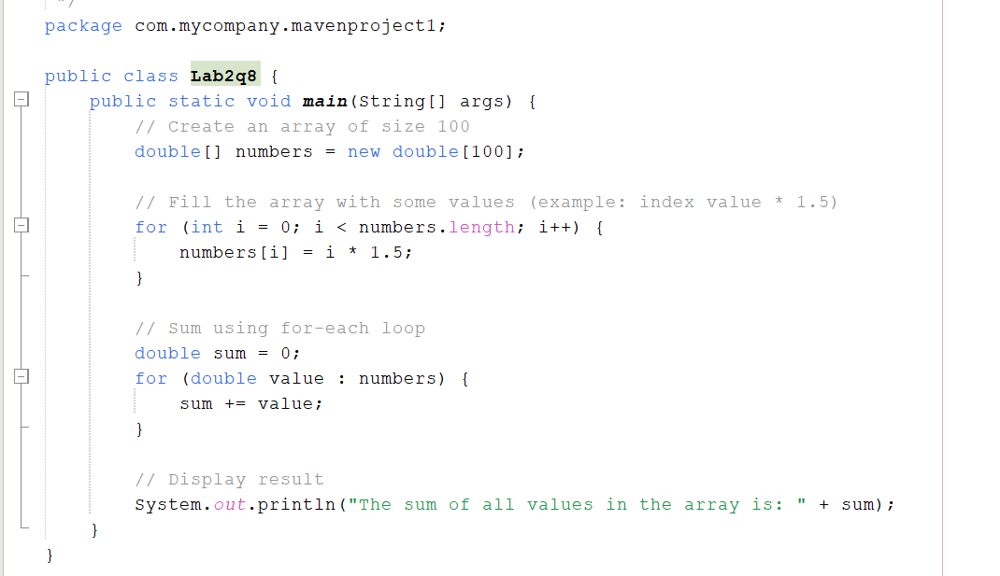 */
package com.mycompany.mavenproject1;
public class Lab2q8 {
public static void main(String[] args) {
// Create an array of size 100
double[] numbers = new double[100];
// Fill the array with some values (example: index value * 1.5)
for (int i = 0; i < numbers.length; i++) {
numbers[i] = i * 1.5;
}
// Sum using for-each loop
double sum = 0;
for (double value : numbers) {
sum += value;
}
// Display result
System.out.println("The sum of all values in the array is: " + sum);
}
}